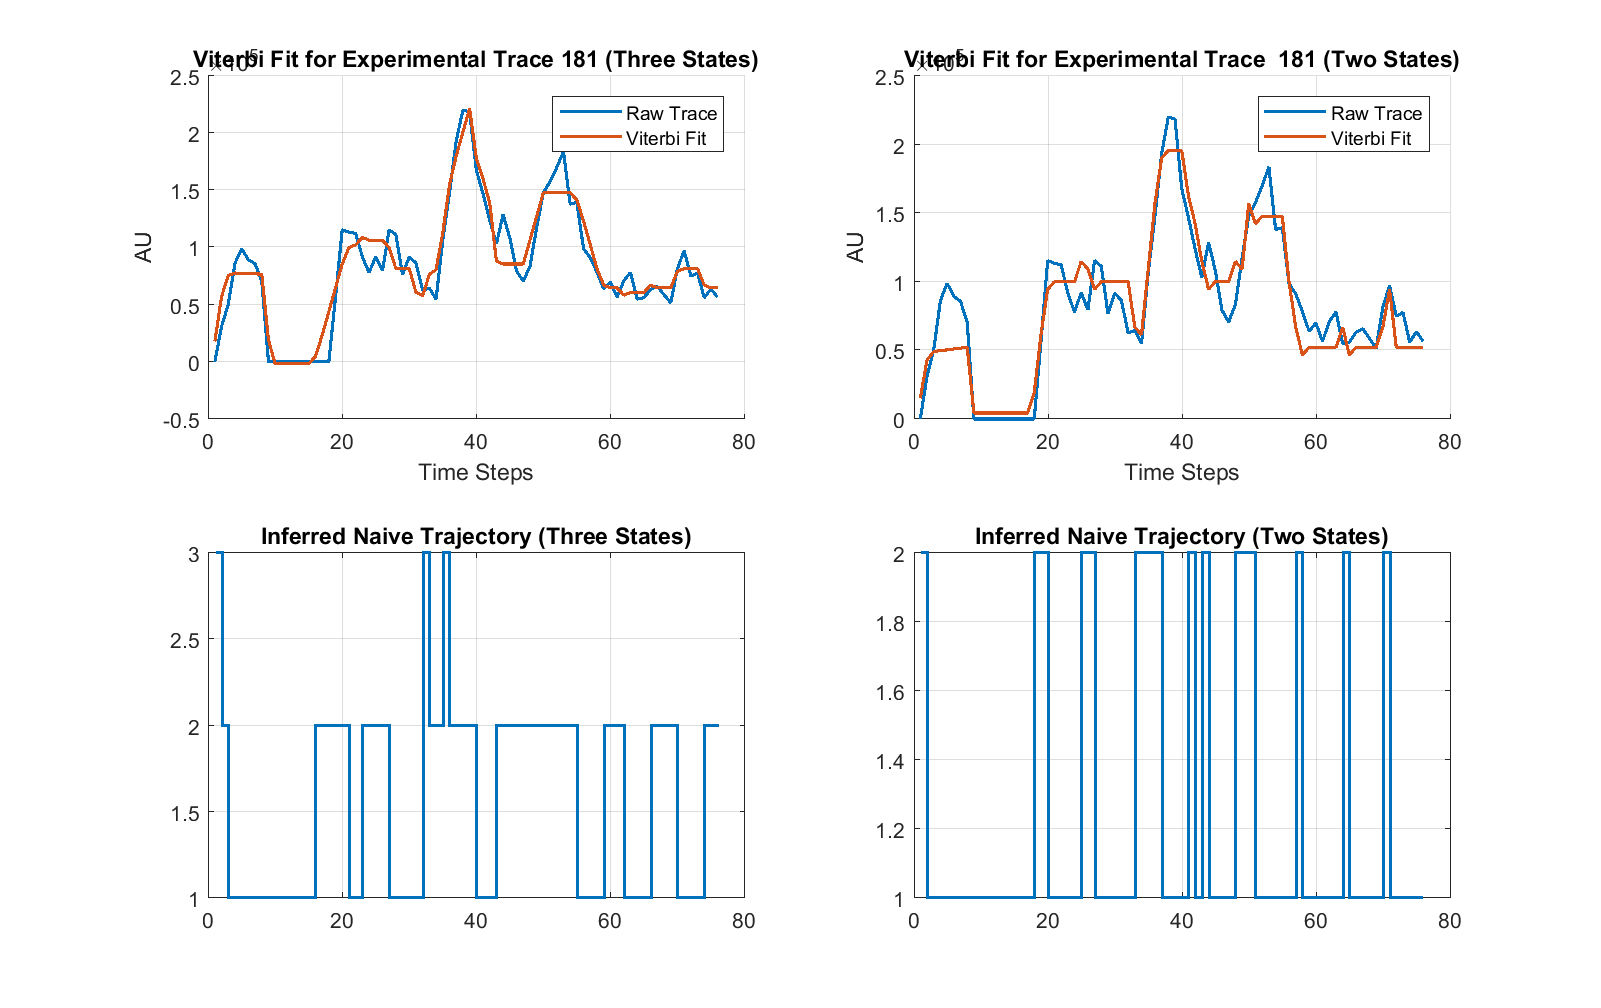 Viterbi Fit for Experimental Trace 181 (Three States)
×10^5
2.5
2
1.5
1
0.5
0
-0.5
AU
0 20 40 60 80
Time Steps
Raw Trace
Viterbi Fit
Viterbi Fit for Experimental Trace  181 (Two States)
×10^5
2.5
2
1.5
1
0.5
0
AU
0 20 40 60 80
Time Steps
Raw Trace
Viterbi Fit
Inferred Naive Trajectory (Three States)
3
2.5
2
1.5
1
0 20 40 60 80
Inferred Naive Trajectory (Two States)
2
1.8
1.6
1.4
1.2
1
0 20 40 60 80